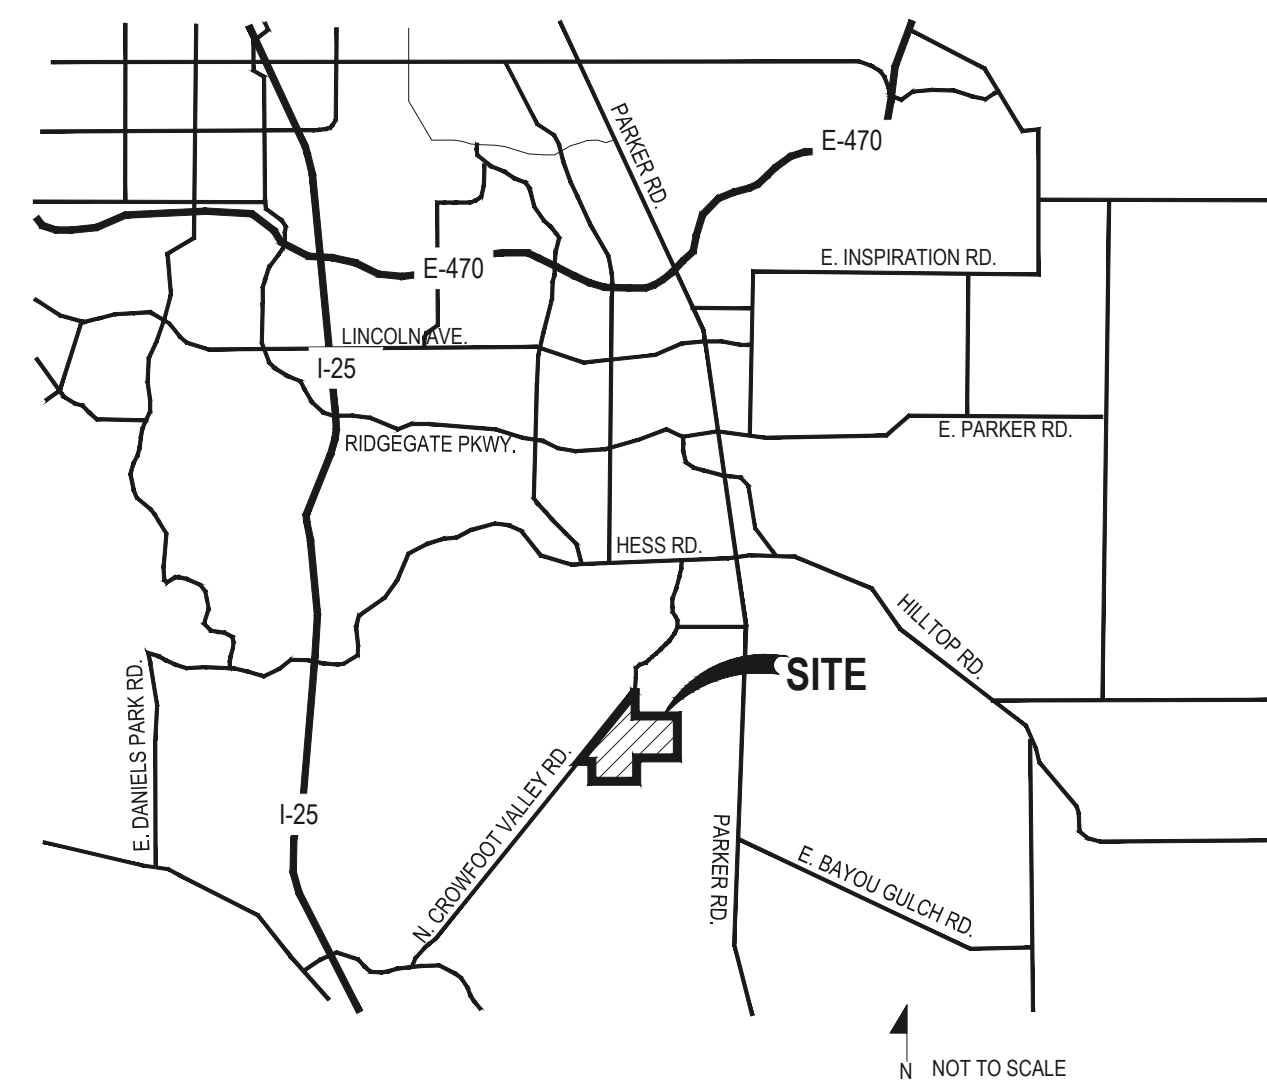 PARKER RD.
E-470
E. INSPIRATION RD.
E-470
LINCOLN AVE.
I-25
E. PARKER RD.
RIDGEGATE PKWY.
HESS RD.
HILLTOP RD.
SITE
E. DANIELS PARK RD.
I-25
N. CROWFOOT VALLEY RD.
PARKER RD.
E. BAYOU GULCH RD.
N
NOT TO SCALE